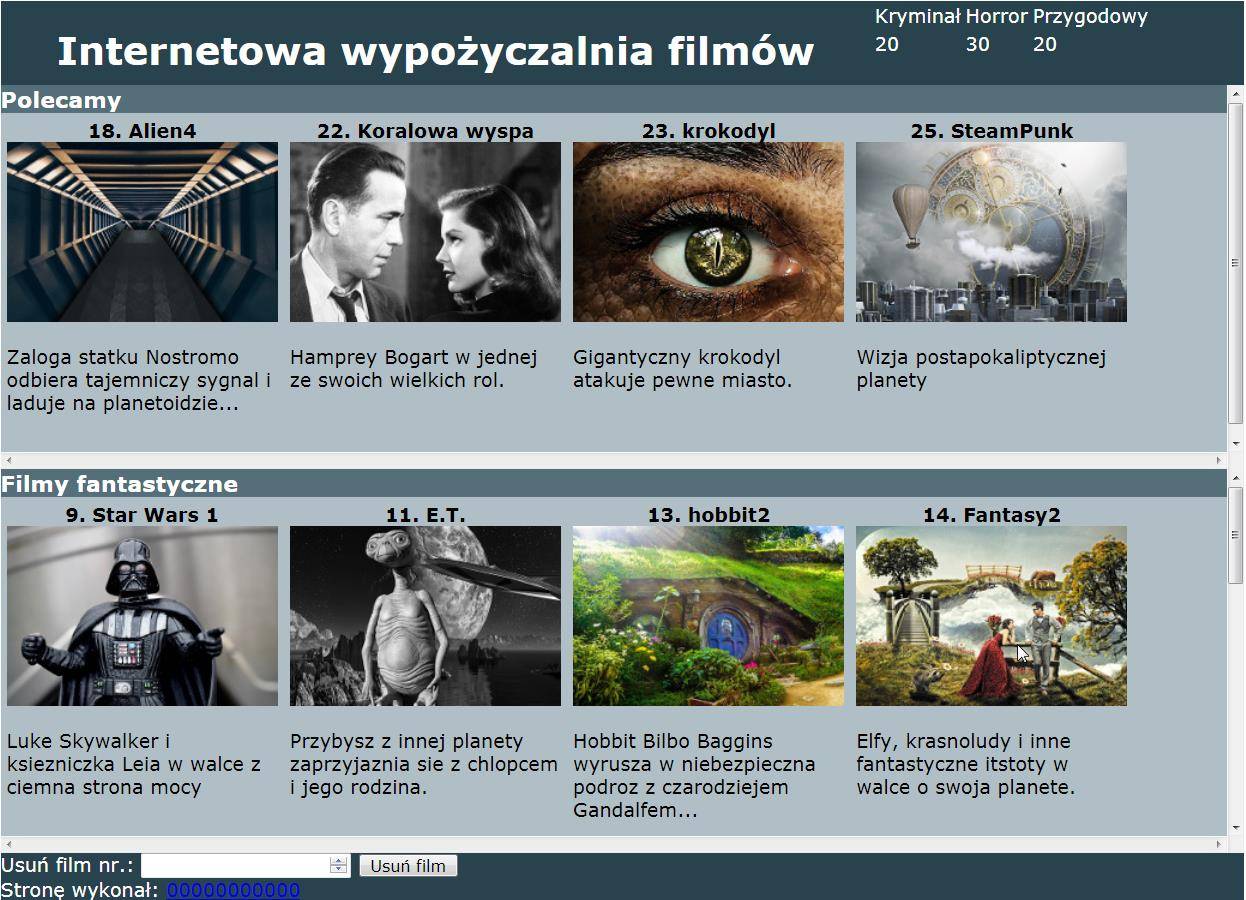 Internetowa wypożyczalnia filmów
Kryminał Horror Przygodowy
20 30 20
Polecamy
18. Alien4
22. Koralowa wyspa
23. krokodyl
25. SteamPunk
Zaloga statku Nostromo
odbiera tajemniczy sygnal i
laduje na planetoidzie...
Hamprey Bogart w jednej
ze swoich wielkich rol.
Gigantyczny krokodyl
atakuje pewne miasto.
Wizja postapokaliptycznej
planety
Filmy fantastyczne
9. Star Wars 1
11. E.T.
13. hobbit2
14. Fantasy2
Luke Skywalker i
ksiezniczka Leia w walce z
ciemna strona mocy
Przybysz z innej planety
zaprzyjaznia sie z chlopcem
i jego rodzina.
Hobbit Bilbo Baggins
wyrusza w niebezpieczna
podroz z czarodziejem
Gandalfem...
Elfy, krasnoludy i inne
fantastyczne itstoty w
walce o swoja planete.
Usuń film nr.: Usuń film
Stronę wykonał: 00000000000